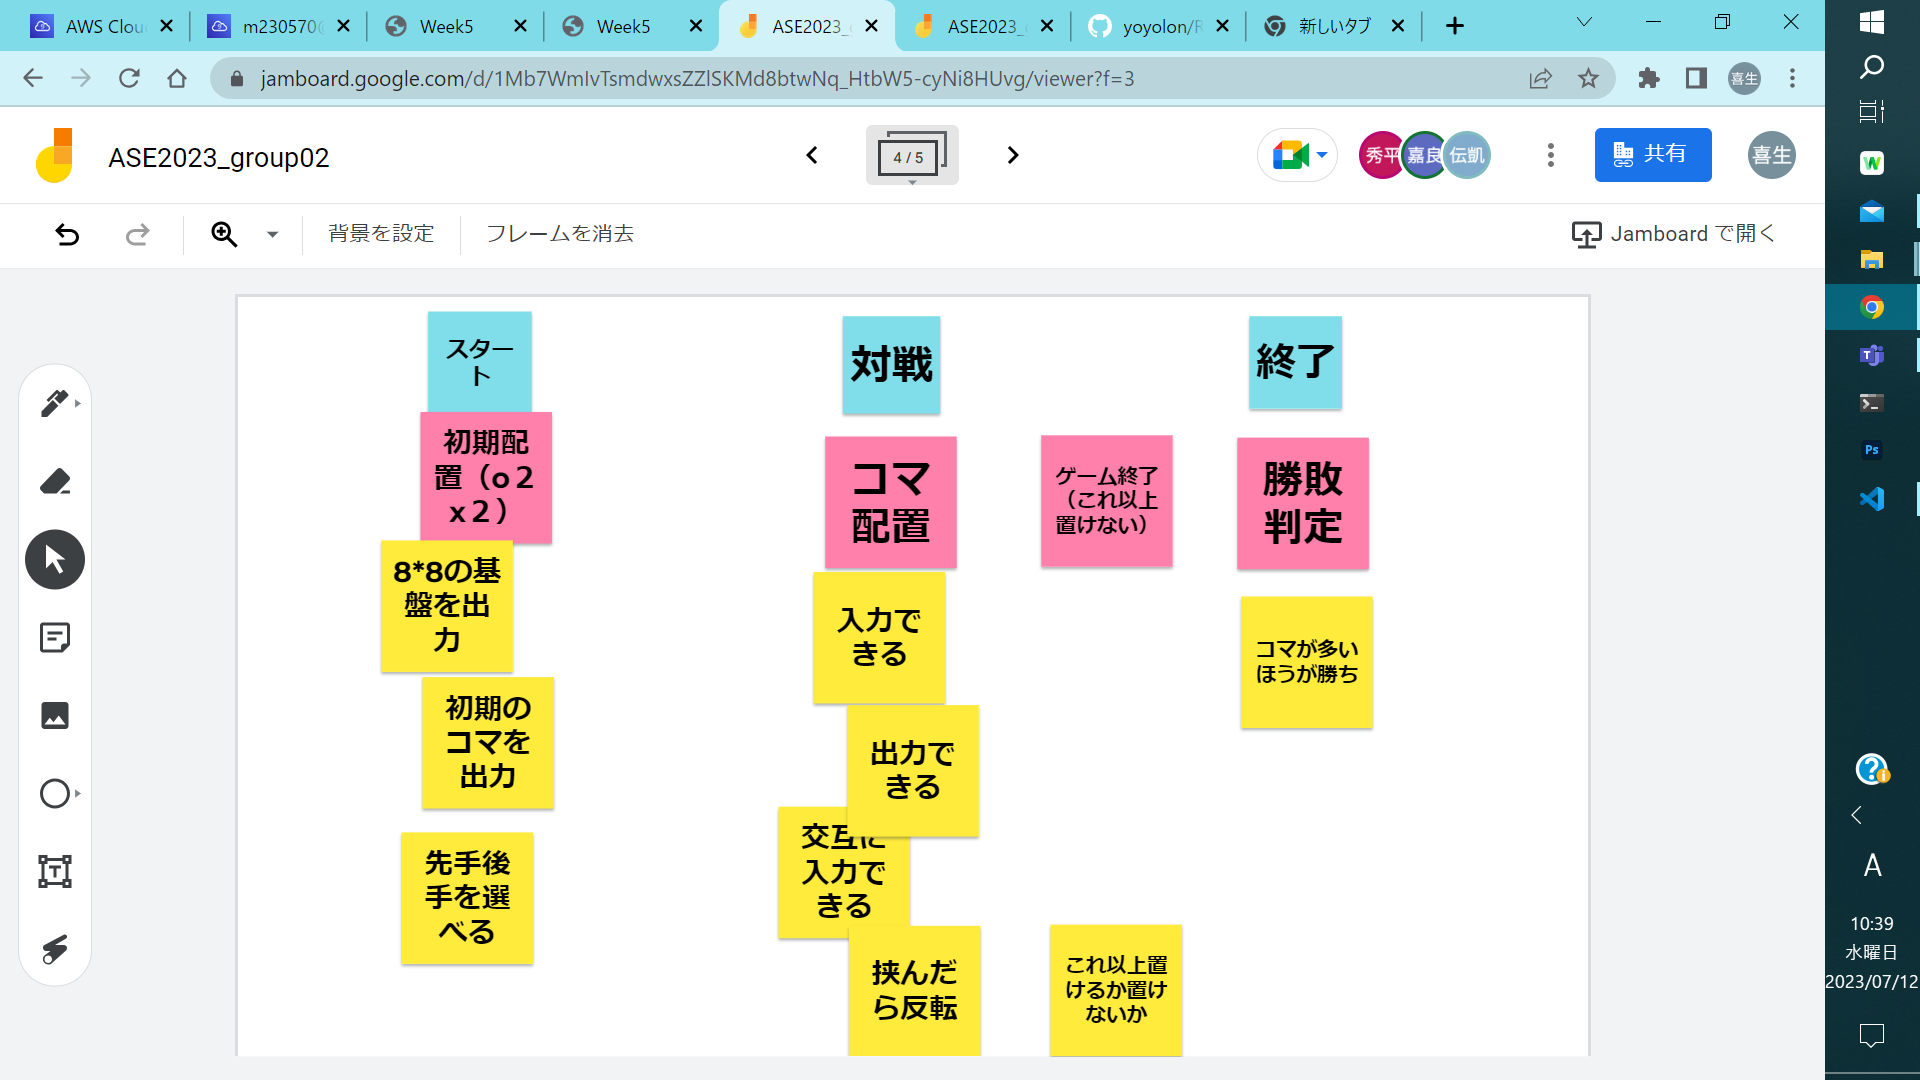 AWS Clou
m230570@
Week5
Week5
ASE2023_
ASE2023_
yoyolon/R
新しいタブ
jamboard.google.com/d/1Mb7WmIvTsmdwxsZZlSKMd8btwNq_HtbW5-cyNi8HUvg/viewer?f=3
喜生
ASE2023_group02
4 / 5
秀平
嘉良
伝凱
共有
喜生
背景を設定
フレームを消去
Jamboard で開く
スター
ト
初期配
置（o２
x２）
8*8の基
盤を出
力
初期の
コマを
出力
先手後
手を選
べる
対戦
コマ
配置
入力で
きる
出力で
きる
交互に
入力で
きる
挟んだ
ら反転
ゲーム終了
（これ以上
置けない）
これ以上置
けるか置け
ないか
終了
勝敗
判定
コマが多い
ほうが勝ち
Ps
A
10:39
水曜日
2023/07/12